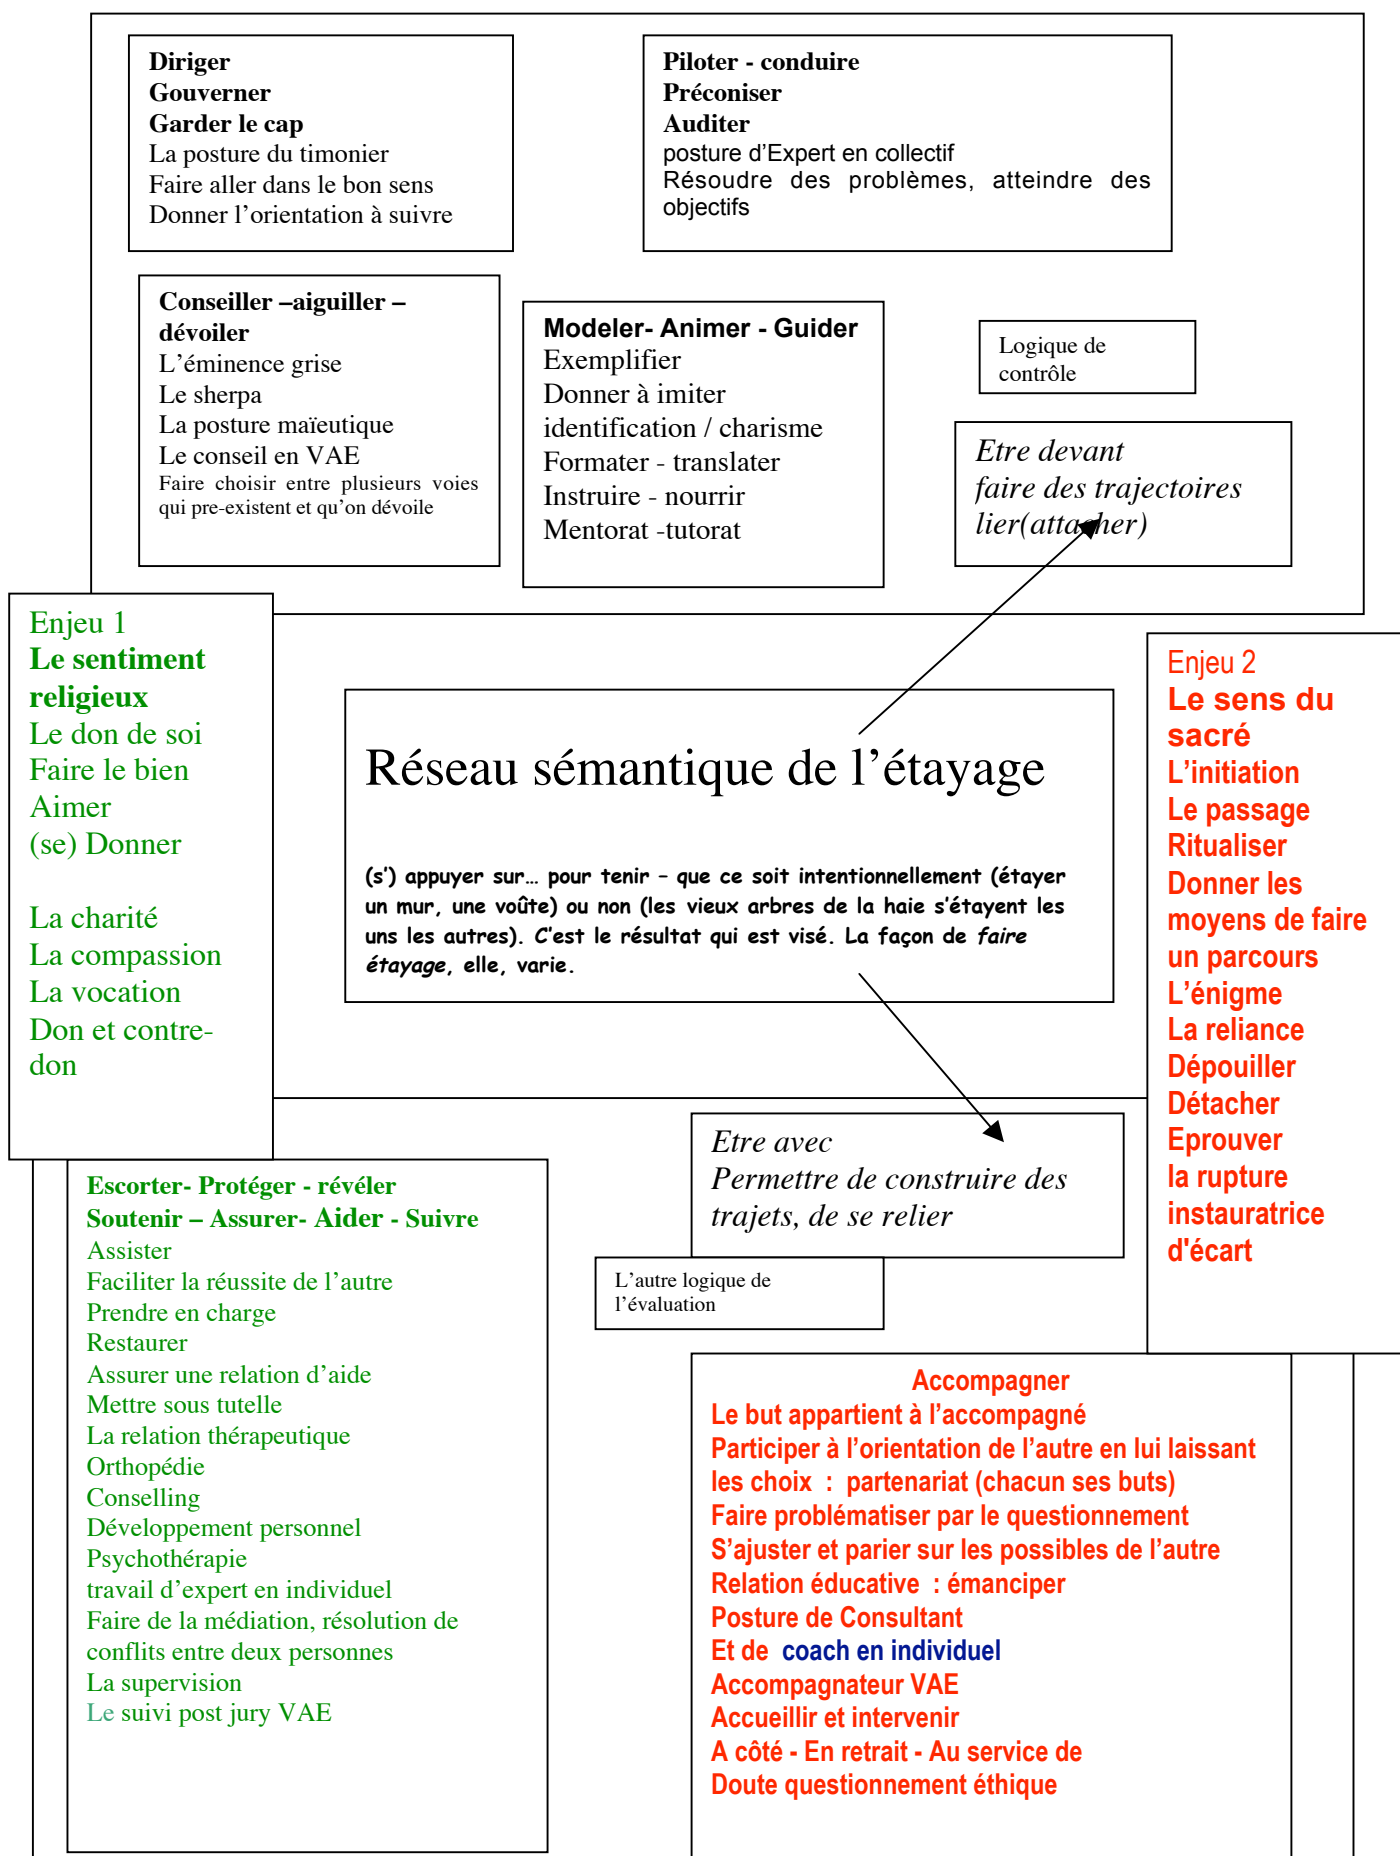 Diriger
Gouverner
Garder le cap
La posture du timonier
Faire aller dans le bon sens
Donner l’orientation à suivre
Piloter - conduire
Préconiser
Auditer
posture d’Expert en collectif
Résoudre des problèmes, atteindre des
objectifs
Conseiller –aiguiller –
dévoiler
L’éminence grise
Le sherpa
La posture maïeutique
Le conseil en VAE
Faire choisir entre plusieurs voies
qui pre-existent et qu’on dévoile
Modeler- Animer - Guider
Exemplifier
Donner à imiter
identification / charisme
Formater - translater
Instruire - nourrir
Mentorat -tutorat
Logique de
contrôle
Etre devant
faire des trajectoires
lier(attacher)
Enjeu 1
Le sentiment
religieux
Le don de soi
Faire le bien
Aimer
(se) Donner
La charité
La compassion
La vocation
Don et contre-
don
Réseau sémantique de l’étayage
(s’) appuyer sur… pour tenir – que ce soit intentionnellement (étayer
un mur, une voûte) ou non (les vieux arbres de la haie s’étayent les
uns les autres). C’est le résultat qui est visé. La façon de faire
étayage, elle, varie.
Enjeu 2
Le sens du
sacré
L’initiation
Le passage
Ritualiser
Donner les
moyens de faire
un parcours
L’énigme
La reliance
Dépouiller
Détacher
Eprouver
la rupture
instauratrice
d'écart
Etre avec
Permettre de construire des
trajets, de se relier
L’autre logique de
l’évaluation
Escorter- Protéger - révéler
Soutenir – Assurer- Aider - Suivre
Assister
Faciliter la réussite de l’autre
Prendre en charge
Restaurer
Assurer une relation d’aide
Mettre sous tutelle
La relation thérapeutique
Orthopédie
Conselling
Développement personnel
Psychothérapie
travail d’expert en individuel
Faire de la médiation, résolution de
conflits entre deux personnes
La supervision
Le suivi post jury VAE
Accompagner
Le but appartient à l’accompagné
Participer à l’orientation de l’autre en lui laissant
les choix : partenariat (chacun ses buts)
Faire problématiser par le questionnement
S’ajuster et parier sur les possibles de l’autre
Relation éducative : émanciper
Posture de Consultant
Et de coach en individuel
Accompagnateur VAE
Accueillir et intervenir
A côté - En retrait - Au service de
Doute questionnement éthique